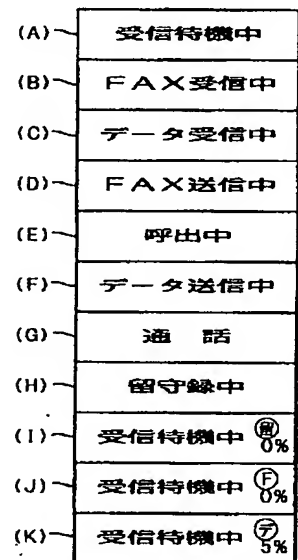 (A) 受信待機中
(B) FAX受信中
(C) データ受信中
(D) FAX送信中
(E) 呼出中
(F) データ送信中
(G) 通 話
(H) 留守録中
(I) 受信待機中 ㊕留 0%
(J) 受信待機中 Ⓕ 0%
(K) 受信待機中 ㋢ 5%